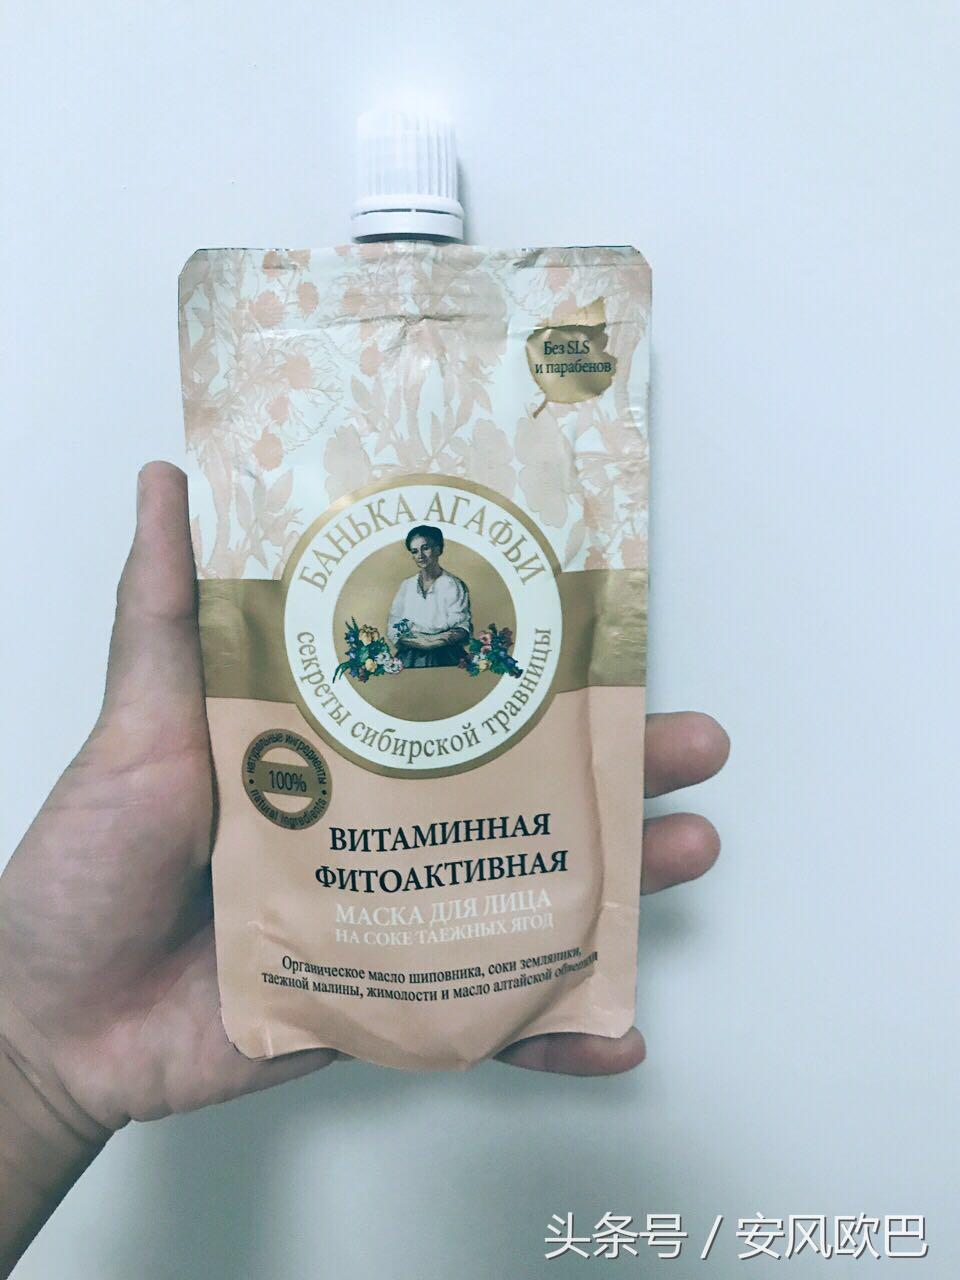 Без SLS
и парабенов
БАНЬКА АГАФЬИ
секреты сибирской травницы
натуральные ингредиенты
100%
natural ingredients
ВИТАМИННАЯ
ФИТОАКТИВНАЯ
МАСКА ДЛЯ ЛИЦА
НА СОКЕ ТАЕЖНЫХ ЯГОД
Органическое масло шиповника, соки земляники,
таежной малины, жимолости и масло алтайской облепихи
头条号 / 安风欧巴